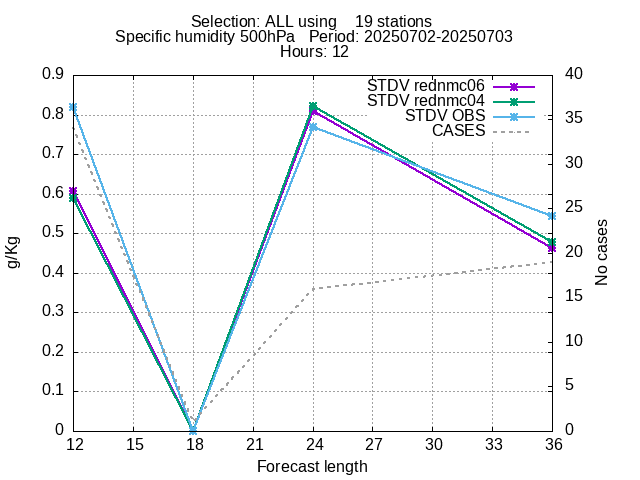 Selection: ALL using    19 stations
Specific humidity 500hPa   Period: 20250702-20250703
Hours: 12
STDV rednmc06
STDV rednmc04
STDV OBS
CASES
0.9
0.8
0.7
0.6
0.5
0.4
0.3
0.2
0.1
0
g/Kg
40
35
30
25
20
15
10
5
0
No cases
12 15 18 21 24 27 30 33 36
Forecast length